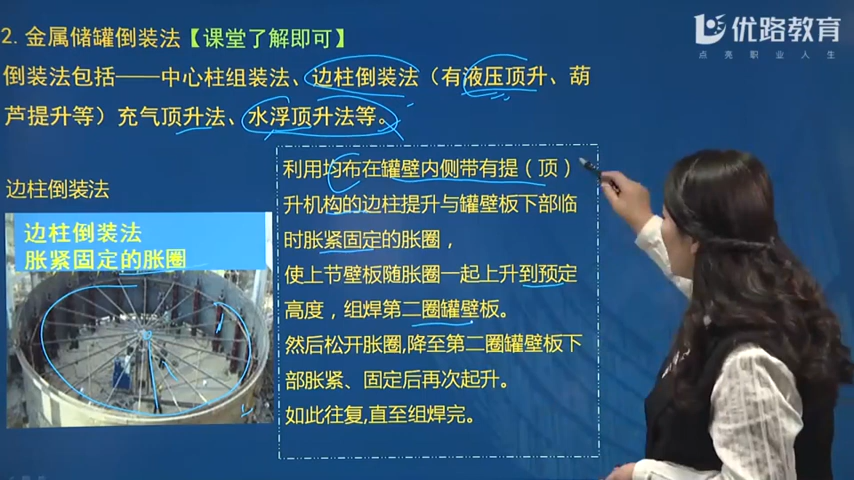 优路教育
点亮职业人生
2. 金属储罐倒装法【课堂了解即可】
倒装法包括——中心柱组装法、边柱倒装法（有液压顶升、葫
芦提升等）充气顶升法、水浮顶升法等。
边柱倒装法
边柱倒装法
胀紧固定的胀圈
利用均布在罐壁内侧带有提（顶）
升机构的边柱提升与罐壁板下部临
时胀紧固定的胀圈，
使上节壁板随胀圈一起上升到预定
高度，组焊第二圈罐壁板。
然后松开胀圈,降至第二圈罐壁板下
部胀紧、固定后再次起升。
如此往复,直至组焊完。